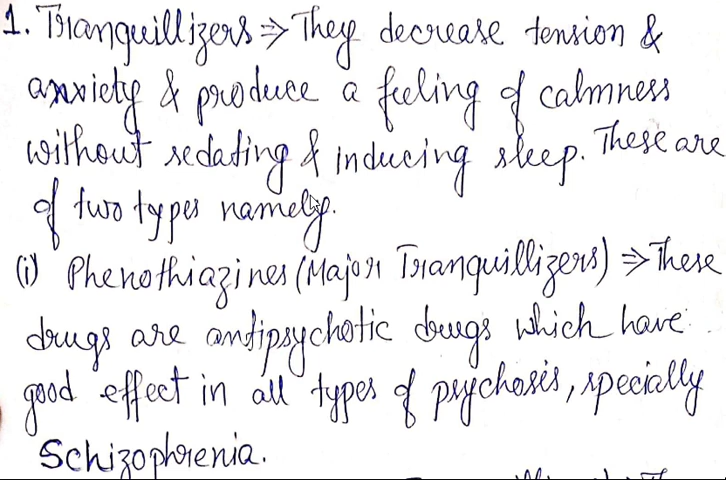 1. Tranquillizers ⇒ They decrease tension &
anxiety & produce a feeling of calmness
without sedating & inducing sleep. These are
of two types namely.
(i) Phenothiazines (Major Tranquillizers) ⇒ These
drugs are antipsychotic drugs which have
good effect in all types of psychosis, specially
Schizophrenia.